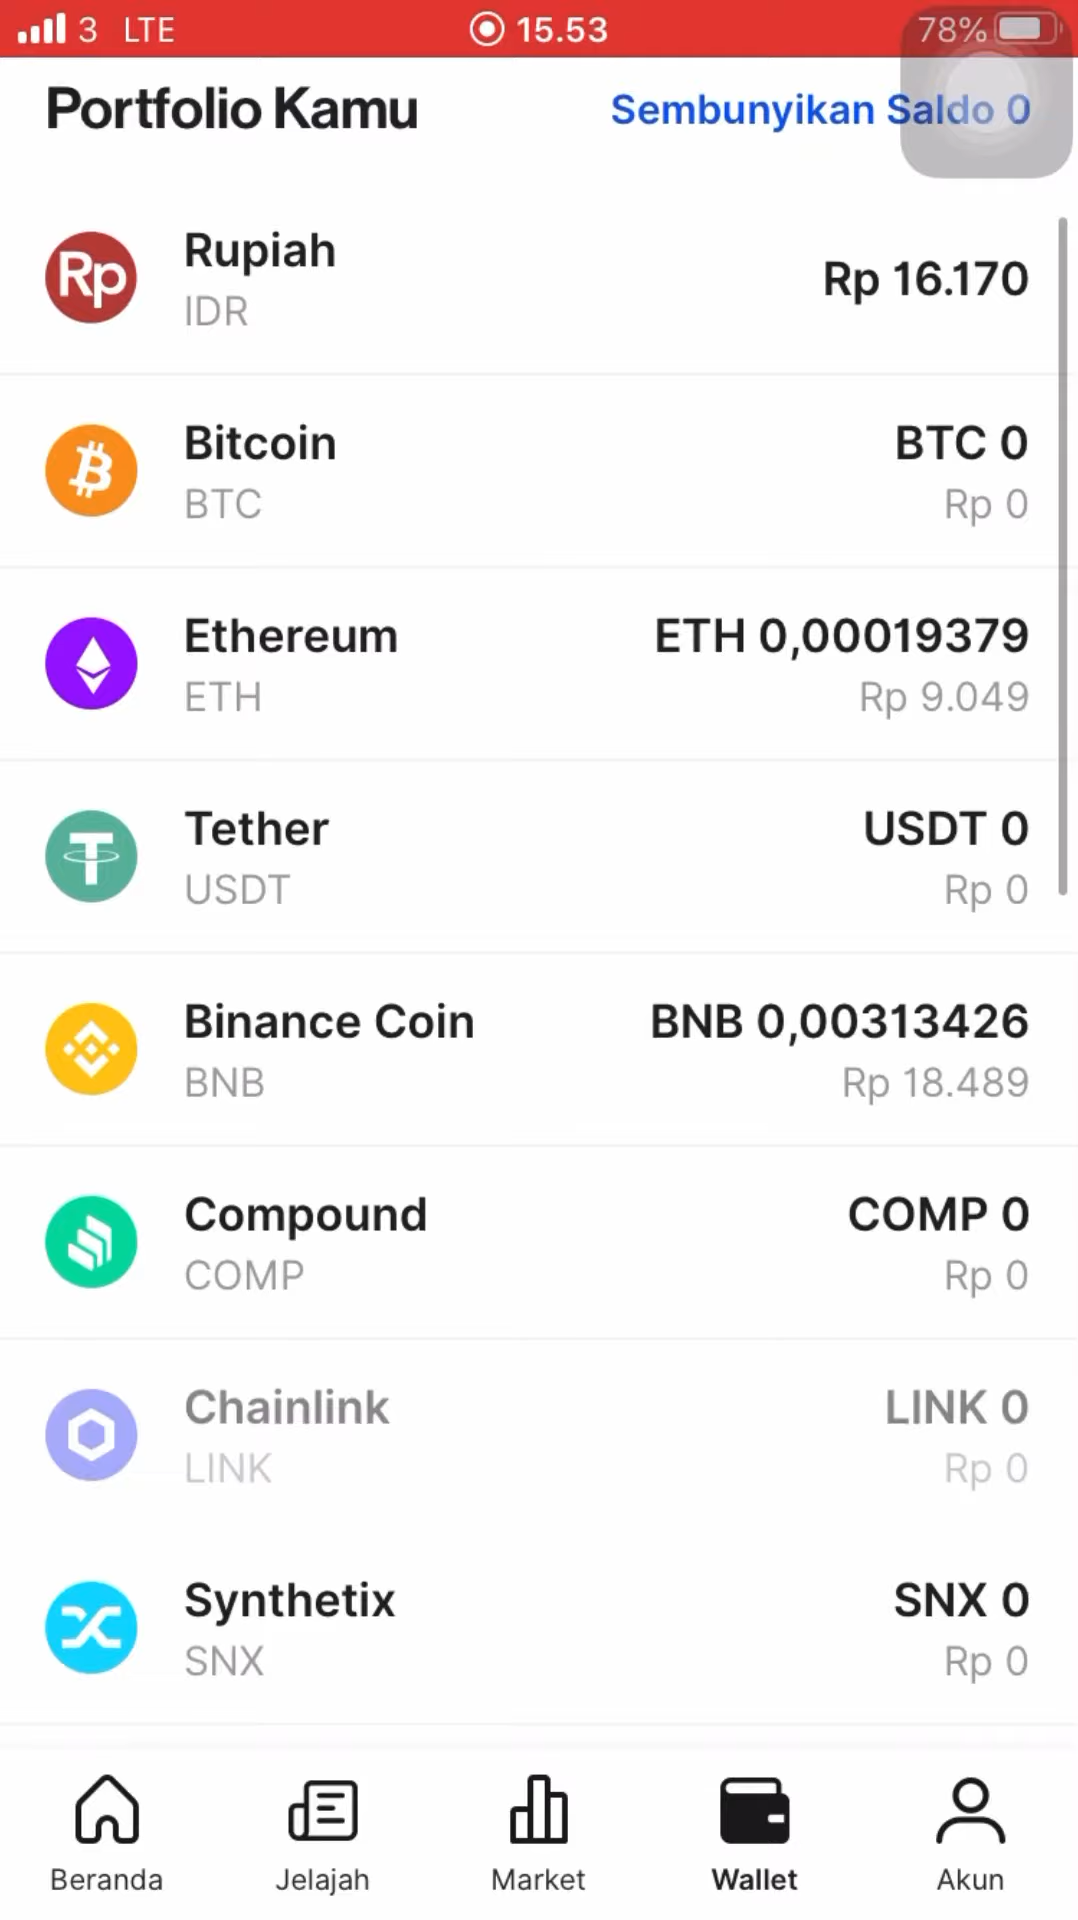 3 LTE 15.53 78%
Portfolio Kamu Sembunyikan Saldo 0
Rp
Rupiah
IDR
Rp 16.170
Bitcoin
BTC
BTC 0
Rp 0
Ethereum
ETH
ETH 0,00019379
Rp 9.049
Tether
USDT
USDT 0
Rp 0
Binance Coin
BNB
BNB 0,00313426
Rp 18.489
Compound
COMP
COMP 0
Rp 0
Chainlink
LINK
LINK 0
Rp 0
Synthetix
SNX
SNX 0
Rp 0
Beranda Jelajah Market Wallet Akun